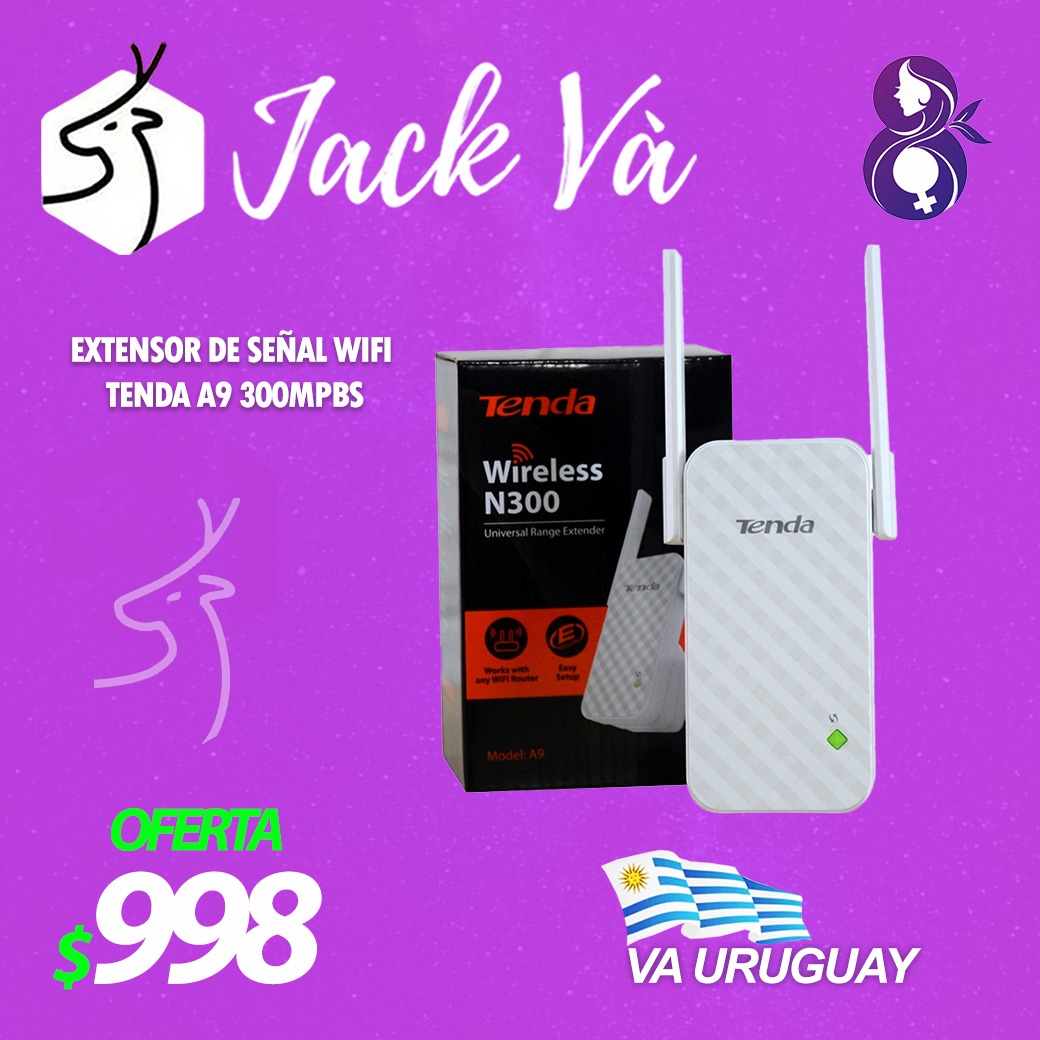 Jack Và
EXTENSOR DE SEÑAL WIFI
TENDA A9 300MPBS
Tenda
Wireless
N300
Universal Range Extender
Tenda
Works with
any WiFi Router
Easy
Setup
Model: A9
Tenda
OFERTA
$998
VA URUGUAY